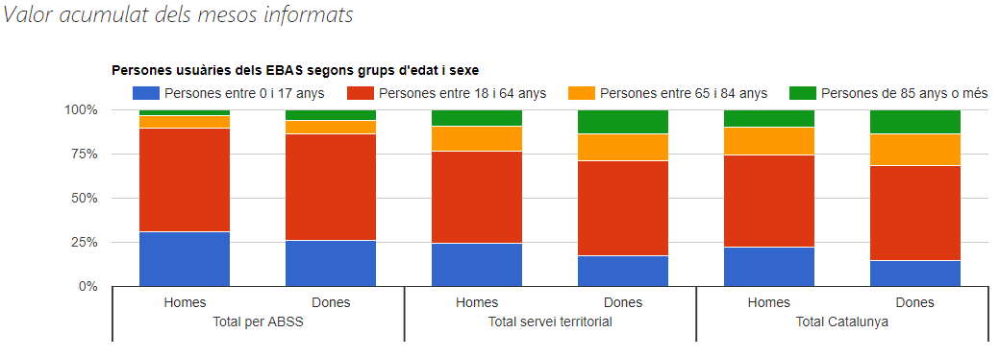 Valor acumulat dels mesos informats
Persones usuàries dels EBAS segons grups d'edat i sexe
Persones entre 0 i 17 anys Persones entre 18 i 64 anys Persones entre 65 i 84 anys Persones de 85 anys o més
100%
75%
50%
25%
0%
Homes Dones Homes Dones Homes Dones
Total per ABSS Total servei territorial Total Catalunya